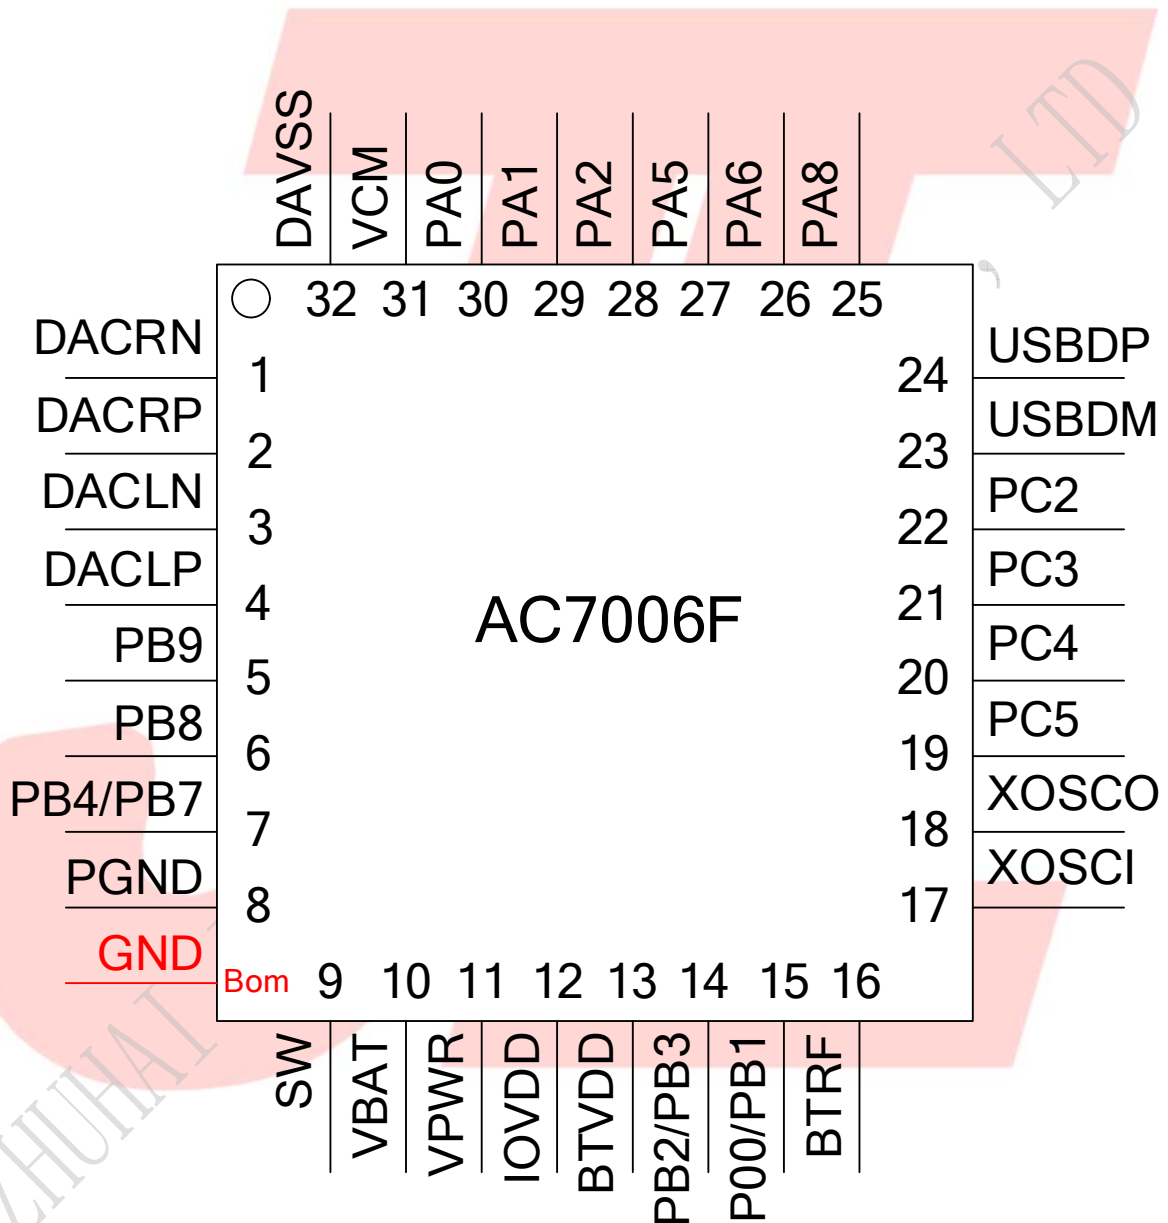 DAVSS
VCM
PA0
PA1
PA2
PA5
PA6
PA8
32 31 30 29 28 27 26 25
DACRN 1
DACRP 2
DACLN 3
DACLP 4
PB9 5
PB8 6
PB4/PB7 7
PGND 8
GND Bom
AC7006F
24 USBDP
23 USBDM
22 PC2
21 PC3
20 PC4
19 PC5
18 XOSCO
17 XOSCI
9 10 11 12 13 14 15 16
SW
VBAT
VPWR
IOVDD
BTVDD
PB2/PB3
P00/PB1
BTRF
ZHUHAI
, LTD